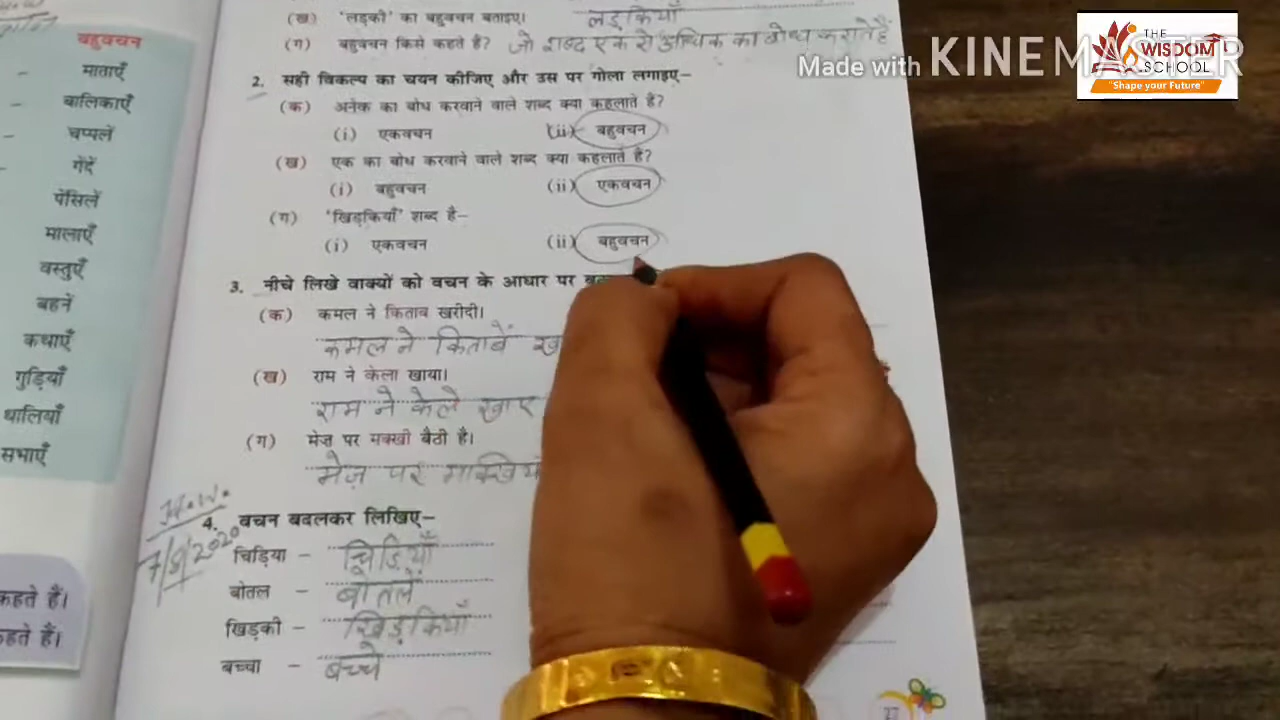 बहुवचन
माताएँ
बालिकाएँ
चप्पलें
गेंदें
पेंसिलें
मालाएँ
वस्तुएँ
बहनें
कथाएँ
गुड़ियाँ
थालियाँ
सभाएँ
कहते हैं।
कहते हैं।
(ख) 'लड़की' का बहुवचन बताइए। लड़कियाँ
(ग) बहुवचन किसे कहते हैं? जो शब्द एक से अधिक का बोध कराते हैं
2. सही विकल्प का चयन कीजिए और उस पर गोला लगाइए–
(क) अनेक का बोध करवाने वाले शब्द क्या कहलाते हैं?
(i) एकवचन (ii) बहुवचन
(ख) एक का बोध करवाने वाले शब्द क्या कहलाते हैं?
(i) बहुवचन (ii) एकवचन
(ग) 'खिड़कियाँ' शब्द है–
(i) एकवचन (ii) बहुवचन
3. नीचे लिखे वाक्यों को वचन के आधार पर
(क) कमल ने किताब खरीदी।
कमल ने किताबें
(ख) राम ने केला खाया।
राम ने केले खाए
(ग) मेज़ पर मक्खी बैठी है।
मेज़ पर
H.W.
7/9/2020
4. वचन बदलकर लिखिए–
चिड़िया – चिड़ियाँ
बोतल – बोतलें
खिड़की – खिड़कियाँ
बच्चा – बच्चे
Made with KINEMASTER
THE
WISDOM
SCHOOL
"Shape your Future"